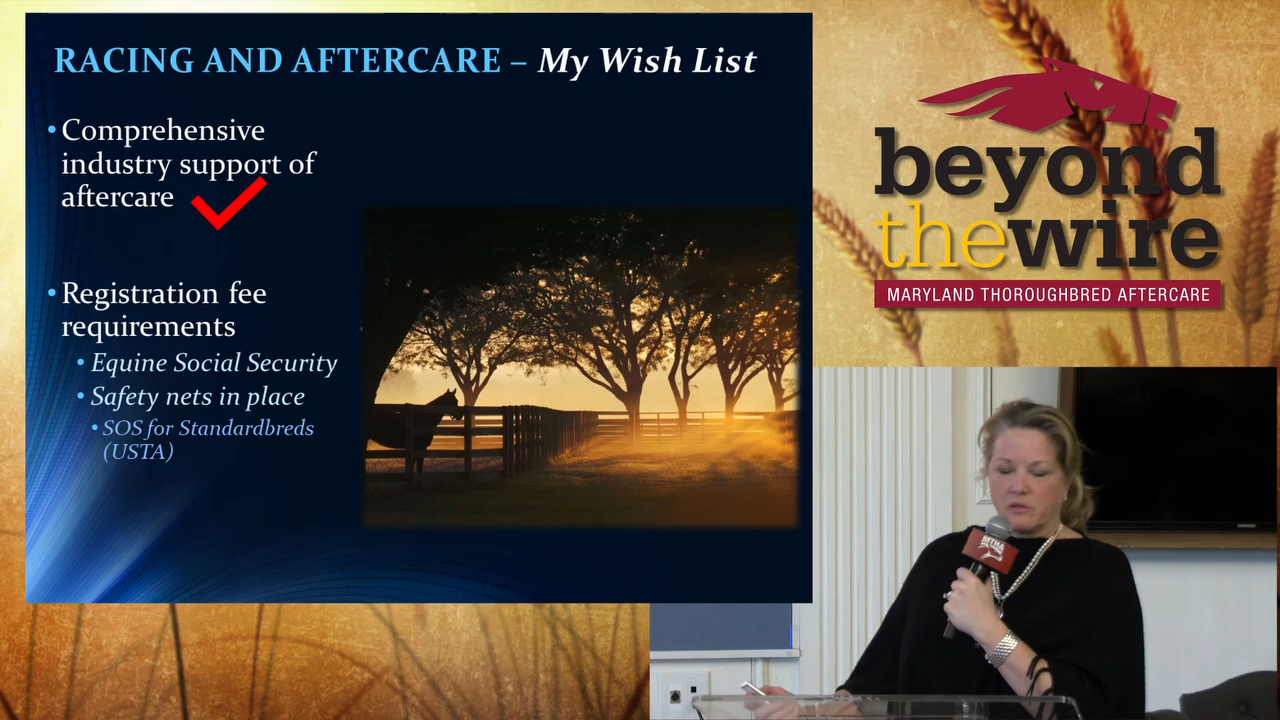 RACING AND AFTERCARE – My Wish List
• Comprehensive
industry support of
aftercare
• Registration fee
requirements
• Equine Social Security
• Safety nets in place
• SOS for Standardbreds
(USTA)
beyond
thewire
MARYLAND THOROUGHBRED AFTERCARE
MTHA